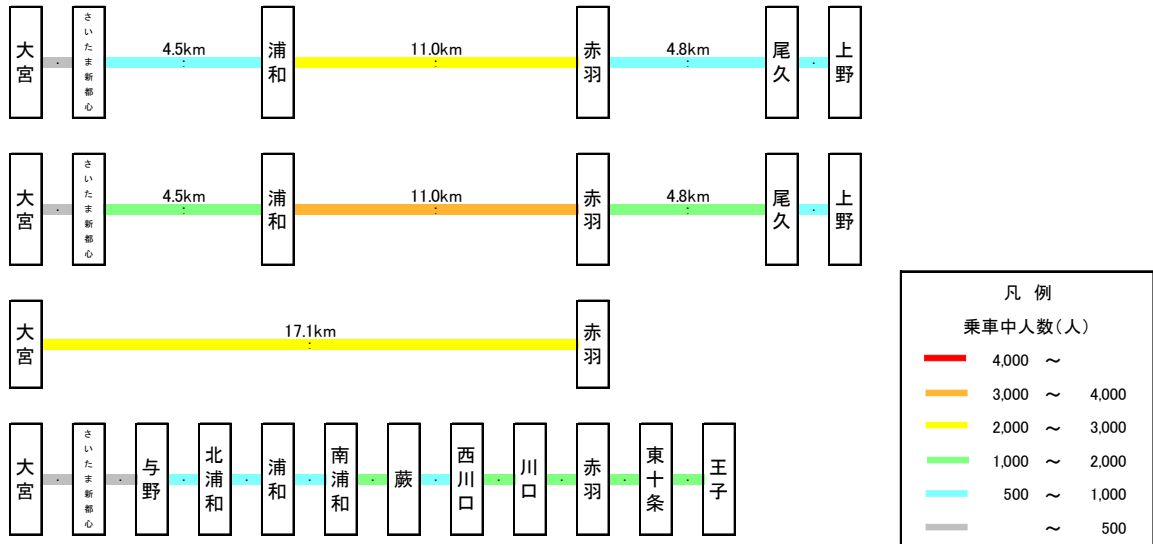 大宮 さいたま新都心 4.5km 浦和 11.0km 赤羽 4.8km 尾久 上野
大宮 さいたま新都心 4.5km 浦和 11.0km 赤羽 4.8km 尾久 上野
大宮 17.1km 赤羽
大宮 さいたま新都心 与野 北浦和 浦和 南浦和 蕨 西川口 川口 赤羽 東十条 王子
凡 例
乗車中人数(人)
4,000 ～
3,000 ～ 4,000
2,000 ～ 3,000
1,000 ～ 2,000
500 ～ 1,000
～ 500